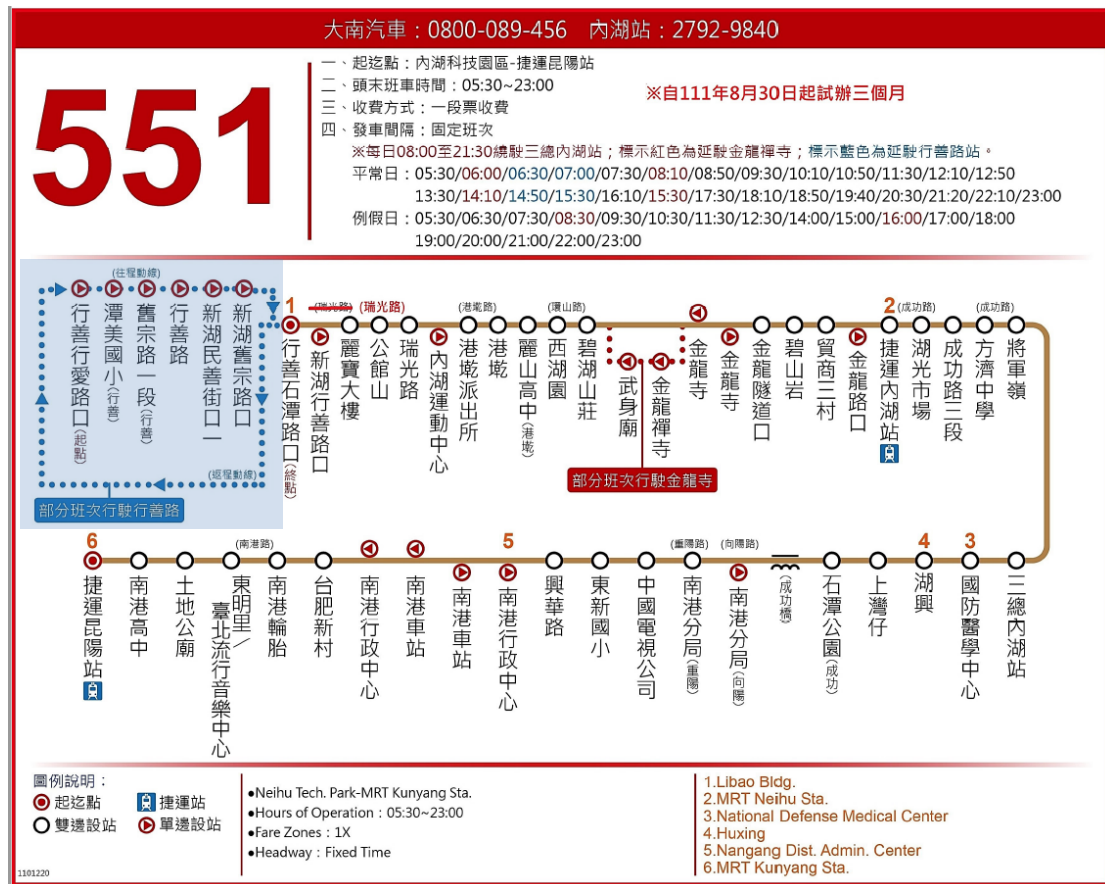 大南汽車：0800-089-456 內湖站：2792-9840
551
一、起迄點：內湖科技園區-捷運昆陽站
二、頭末班車時間：05:30~23:00
※自111年8月30日起試辦三個月
三、收費方式：一段票收費
四、發車間隔：固定班次
※每日08:00至21:30繞駛三總內湖站；標示紅色為延駛金龍禪寺；標示藍色為延駛行善路站。
平常日：05:30/06:00/06:30/07:00/07:30/08:10/08:50/09:30/10:10/10:50/11:30/12:10/12:50
13:30/14:10/14:50/15:30/16:10/15:30/17:30/18:10/18:50/19:40/20:30/21:20/22:10/23:00
例假日：05:30/06:30/07:30/08:30/09:30/10:30/11:30/12:30/14:00/15:00/16:00/17:00/18:00
19:00/20:00/21:00/22:00/23:00
(往程動線)
行善行愛路口(起點)
潭美國小(行善)
舊宗路一段(行善)
行善路
新湖民善街口一
新湖舊宗路口
(返程動線)
部分班次行駛行善路
1
(瑞光路)
(瑞光路)
(港墘路)
(環山路)
2
(成功路)
(成功路)
行善石潭路口(終點)
新湖行善路口
麗寶大樓
公館山
瑞光路
內湖運動中心
港墘派出所
港墘
麗山高中(港墘)
西湖園
碧湖山莊
武身廟
金龍禪寺
部分班次行駛金龍寺
金龍寺
金龍寺
金龍隧道口
碧山岩
貿商三村
金龍路口
捷運內湖站
湖光市場
成功路三段
方濟中學
將軍嶺
6
(南港路)
5
(重陽路)
(向陽路)
4
3
捷運昆陽站
南港高中
土地公廟
東明里／
臺北流行音樂中心
南港輪胎
台肥新村
南港行政中心
南港車站
南港車站
南港行政中心
興華路
東新國小
中國電視公司
南港分局(重陽)
南港分局(向陽)
(成功橋)
石潭公園(成功)
上灣仔
湖興
國防醫學中心
三總內湖站
圖例說明：
起迄點
捷運站
雙邊設站
單邊設站
●Neihu Tech. Park-MRT Kunyang Sta.
●Hours of Operation：05:30~23:00
●Fare Zones：1X
●Headway：Fixed Time
1.Libao Bldg.
2.MRT Neihu Sta.
3.National Defense Medical Center
4.Huxing
5.Nangang Dist. Admin. Center
6.MRT Kunyang Sta.
1101220